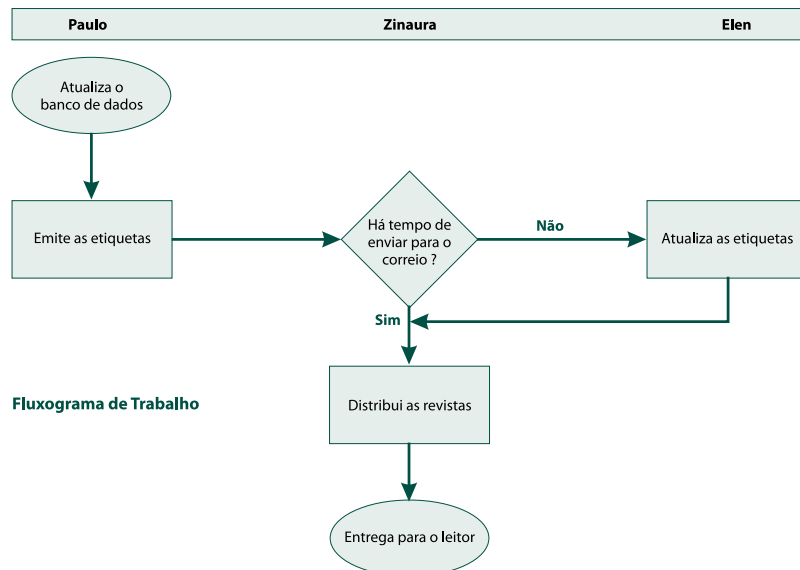 Paulo
Zinaura
Elen
Atualiza o
banco de dados
Emite as etiquetas
Há tempo de
enviar para o
correio ?
Não
Atualiza as etiquetas
Sim
Distribui as revistas
Fluxograma de Trabalho
Entrega para o leitor